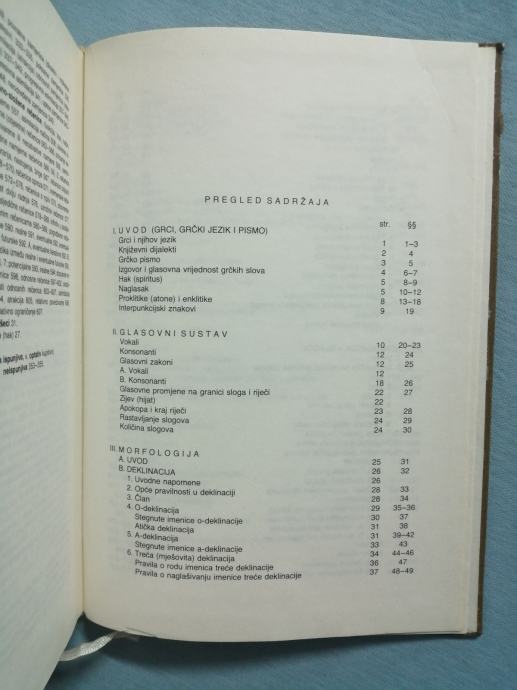 PREGLED SADRŽAJA
str. §§
I. UVOD (GRCI, GRČKI JEZIK I PISMO)
Grci i njihov jezik 1 1–3
Književni dijalekti 2 4
Grčko pismo 3 5
Izgovor i glasovna vrijednost grčkih slova 4 6–7
Hak (spiritus) 5 8–9
Naglasak 5 10–12
Proklitike (atone) i enklitike 8 13–18
Interpunkcijski znakovi 9 19
II. GLASOVNI SUSTAV
Vokali 10 20–23
Konsonanti 12 24
Glasovni zakoni 12 25
A. Vokali 12
B. Konsonanti 18 26
Glasovne promjene na granici sloga i riječi 22 27
Zijev (hijat) 22
Apokopa i kraj riječi 23 28
Rastavljanje slogova 24 29
Količina slogova 24 30
III. MORFOLOGIJA
A. UVOD 25 31
B. DEKLINACIJA 26 32
1. Uvodne napomene 26
2. Opće pravilnosti u deklinaciji 28 33
3. Član 28 34
4. O-deklinacija 29 35–36
Stegnute imenice o-deklinacije 30 37
Atička deklinacija 31 38
5. A-deklinacija 31 39–42
Stegnute imenice a-deklinacije 33 43
6. Treća (mješovita) deklinacija 34 44–46
Pravila o rodu imenica treće deklinacije 36 47
Pravila o naglašivanju imenice treće deklinacije 37 48–49